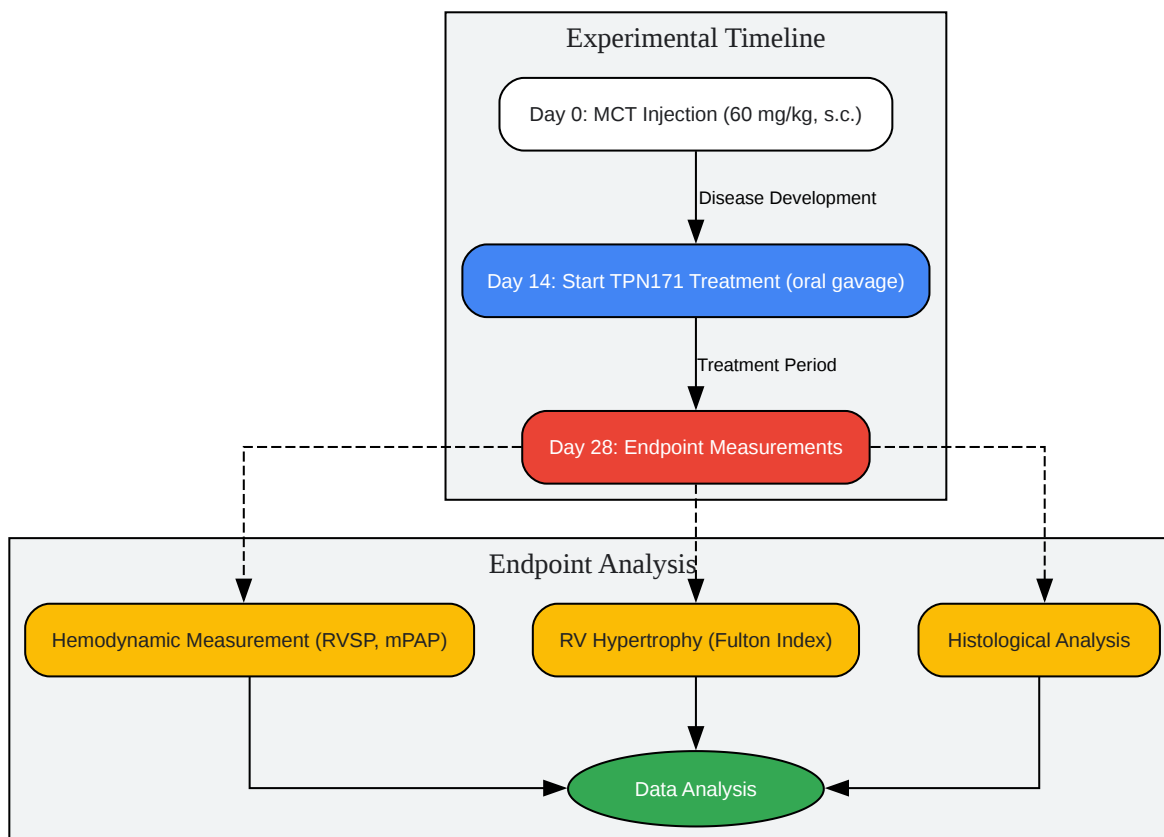 Experimental Timeline
Day 0: MCT Injection (60 mg/kg, s.c.)
Disease Development
Day 14: Start TPN171 Treatment (oral gavage)
Treatment Period
Day 28: Endpoint Measurements
Endpoint Analysis
Hemodynamic Measurement (RVSP, mPAP)
RV Hypertrophy (Fulton Index)
Histological Analysis
Data Analysis